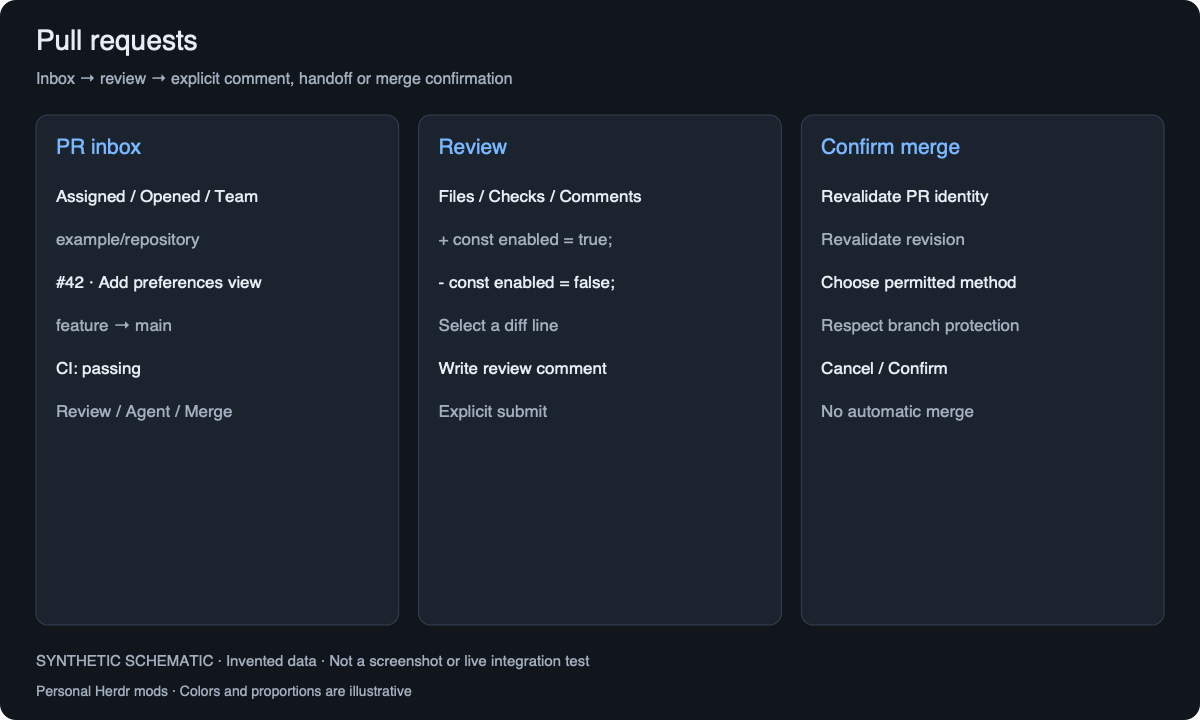 Pull requests
Inbox → review → explicit comment, handoff or merge confirmation
PR inbox
Assigned / Opened / Team
example/repository
#42 · Add preferences view
feature → main
CI: passing
Review / Agent / Merge
Review
Files / Checks / Comments
+ const enabled = true;
- const enabled = false;
Select a diff line
Write review comment
Explicit submit
Confirm merge
Revalidate PR identity
Revalidate revision
Choose permitted method
Respect branch protection
Cancel / Confirm
No automatic merge
SYNTHETIC SCHEMATIC · Invented data · Not a screenshot or live integration test
Personal Herdr mods · Colors and proportions are illustrative